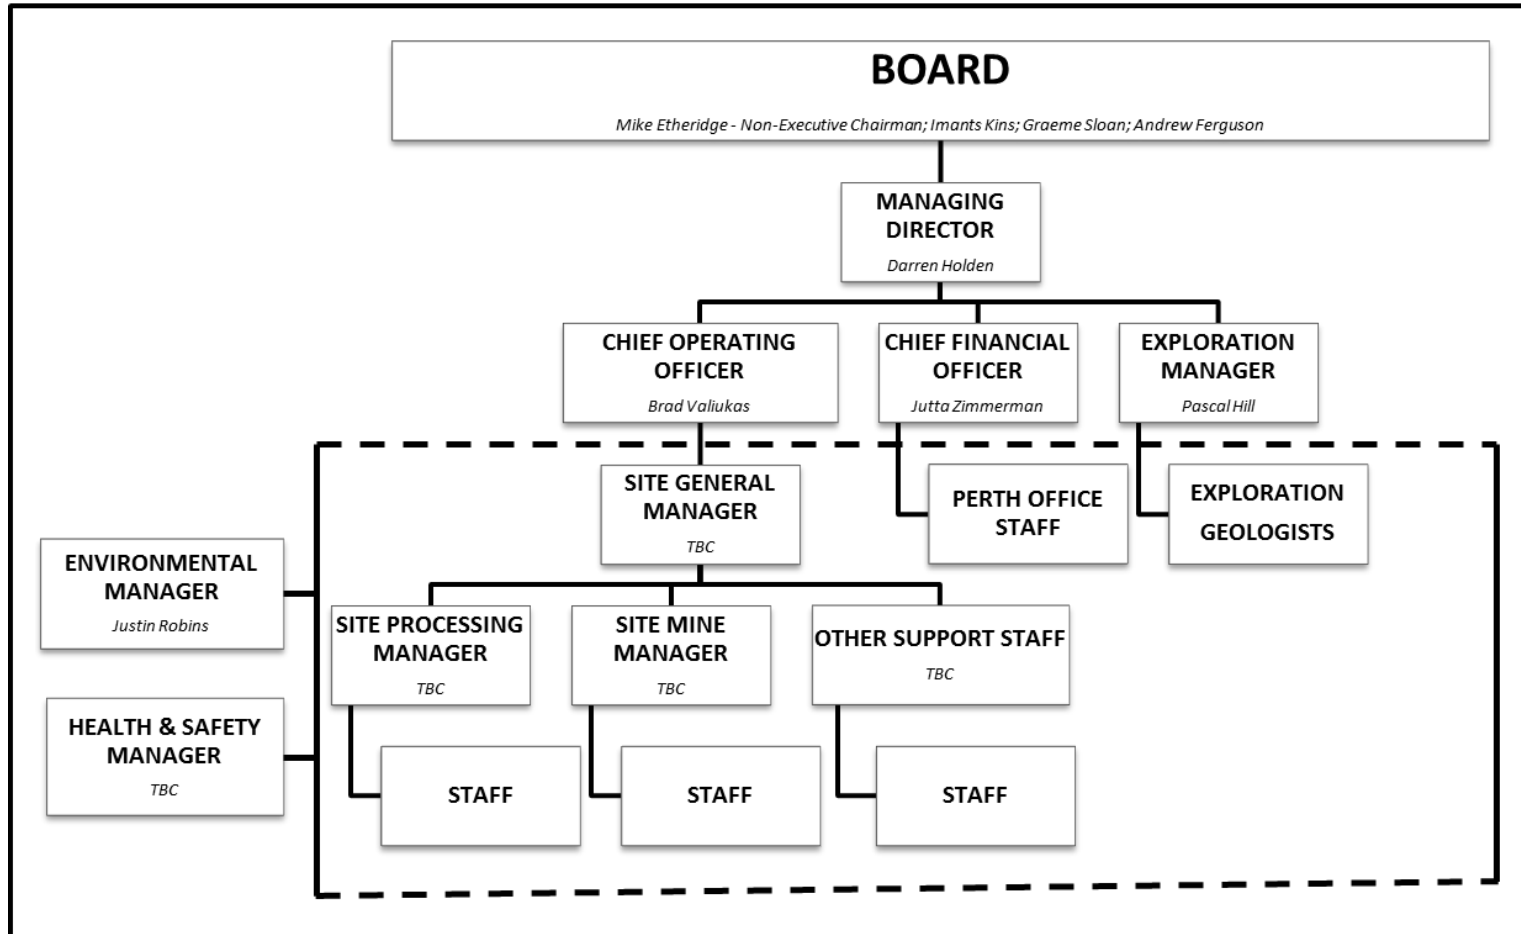 BOARD
Mike Etheridge - Non-Executive Chairman; Imants Kins; Graeme Sloan; Andrew Ferguson
MANAGING
DIRECTOR
Darren Holden
CHIEF OPERATING
OFFICER
Brad Valiukas
CHIEF FINANCIAL
OFFICER
Jutta Zimmerman
EXPLORATION
MANAGER
Pascal Hill
SITE GENERAL
MANAGER
TBC
PERTH OFFICE
STAFF
EXPLORATION
GEOLOGISTS
ENVIRONMENTAL
MANAGER
Justin Robins
SITE PROCESSING
MANAGER
TBC
SITE MINE
MANAGER
TBC
OTHER SUPPORT STAFF
TBC
HEALTH & SAFETY
MANAGER
TBC
STAFF
STAFF
STAFF